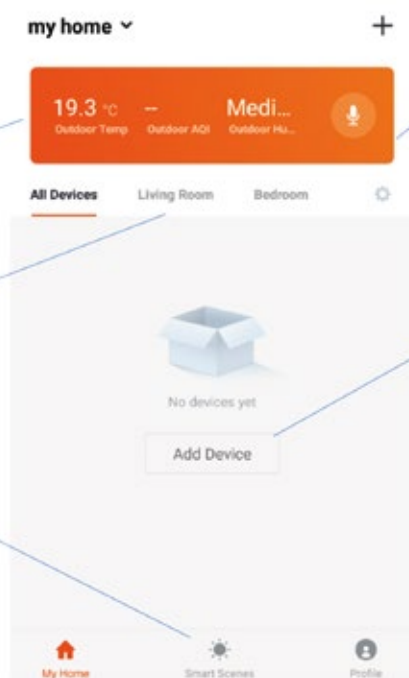 my home
19.3 °C -- Medi...
Outdoor Temp Outdoor AQI Outdoor Hu...
All Devices Living Room Bedroom
No devices yet
Add Device
My Home Smart Scenes Profile